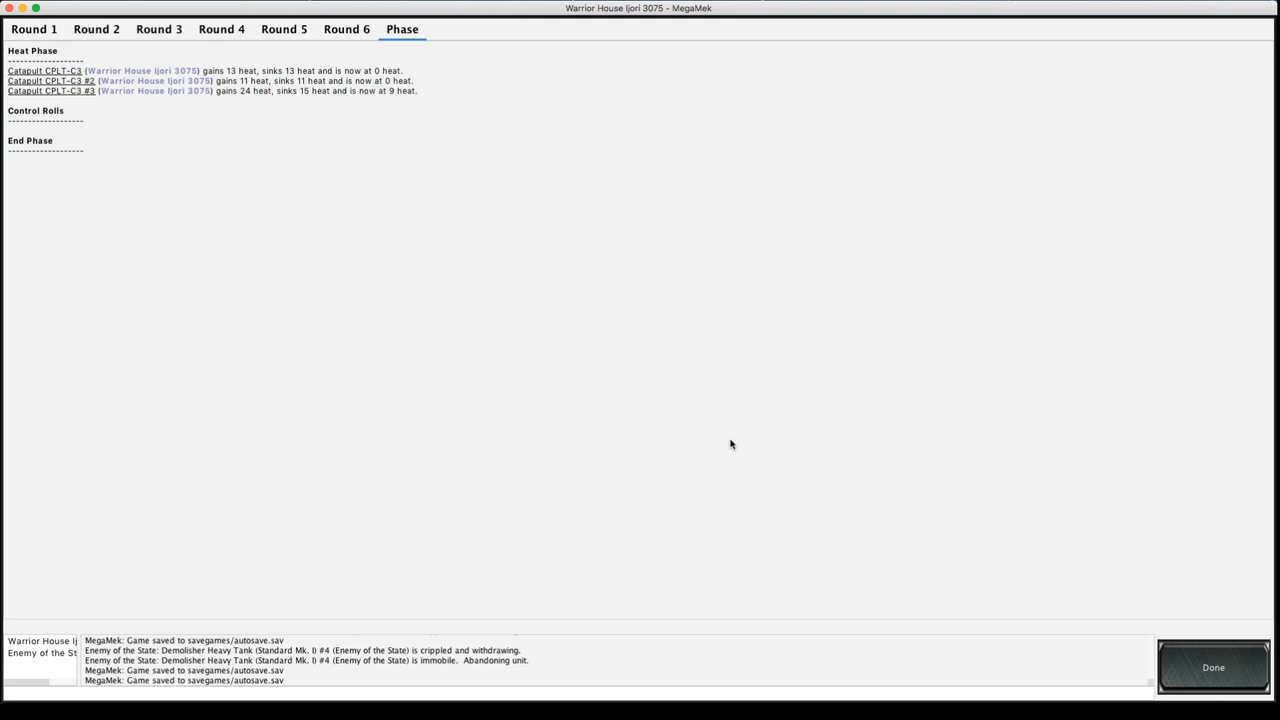 Warrior House Ijori 3075 - MegaMek
Round 1 Round 2 Round 3 Round 4 Round 5 Round 6 Phase
Heat Phase
-------------------
Catapult CPLT-C3 (Warrior House Ijori 3075) gains 13 heat, sinks 13 heat and is now at 0 heat.
Catapult CPLT-C3 #2 (Warrior House Ijori 3075) gains 11 heat, sinks 11 heat and is now at 0 heat.
Catapult CPLT-C3 #3 (Warrior House Ijori 3075) gains 24 heat, sinks 15 heat and is now at 9 heat.
Control Rolls
-------------------
End Phase
-------------------
Warrior House Ij
Enemy of the St
MegaMek: Game saved to savegames/autosave.sav
Enemy of the State: Demolisher Heavy Tank (Standard Mk. I) #4 (Enemy of the State) is crippled and withdrawing.
Enemy of the State: Demolisher Heavy Tank (Standard Mk. I) #4 (Enemy of the State) is immobile.  Abandoning unit.
MegaMek: Game saved to savegames/autosave.sav
MegaMek: Game saved to savegames/autosave.sav
Done